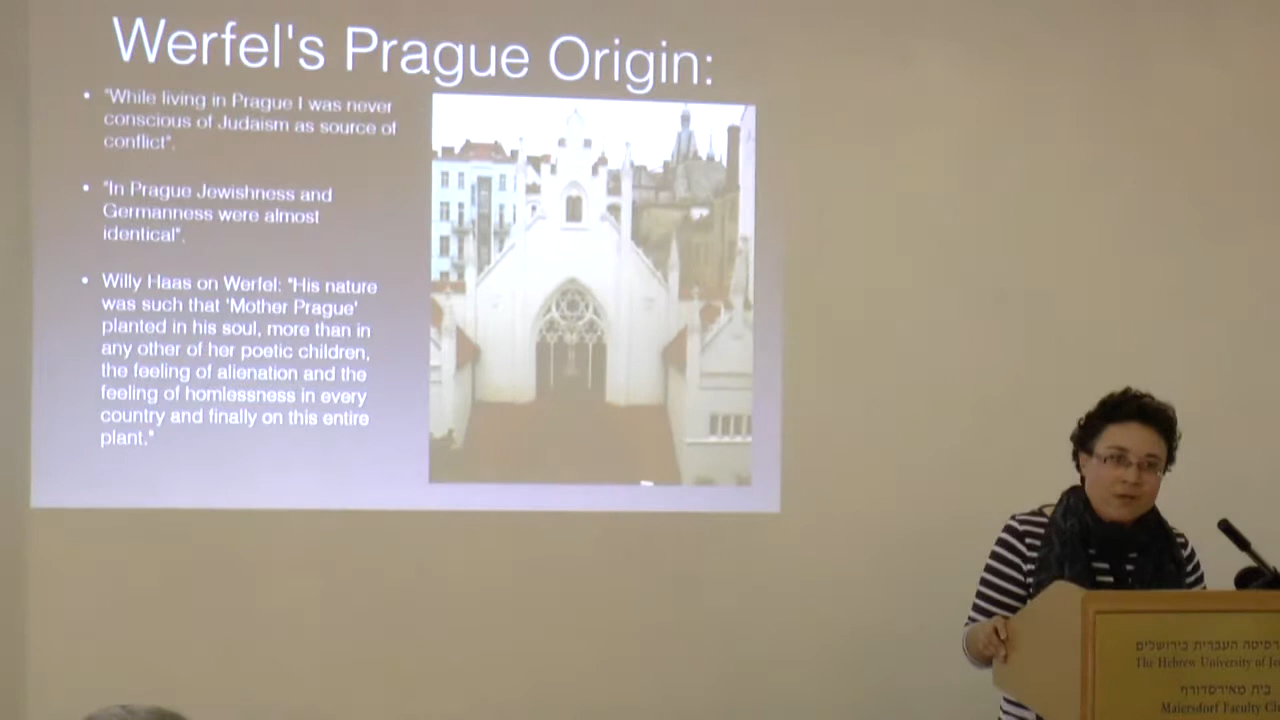 Werfel's Prague Origin:
• "While living in Prague I was never
conscious of Judaism as source of
conflict".
• "In Prague Jewishness and
Germanness were almost
identical".
• Willy Haas on Werfel: "His nature
was such that 'Mother Prague'
planted in his soul, more than in
any other of her poetic children,
the feeling of alienation and the
feeling of homlessness in every
country and finally on this entire
plant."
העברית בירושלים
The Hebrew University of
בית מאירסדורף
Maiersdorf Faculty